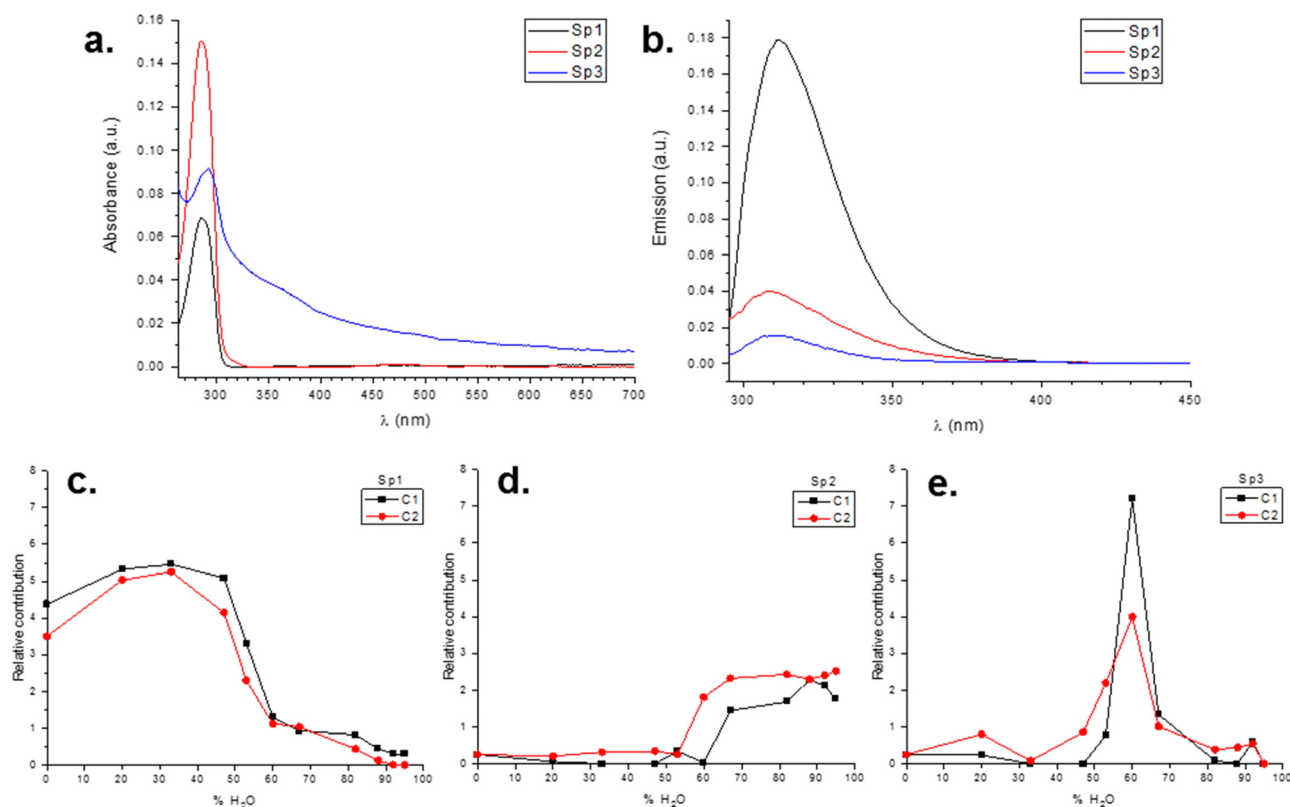 a.
Sp1
Sp2
Sp3
Absorbance (a.u.)
0.16
0.14
0.12
0.10
0.08
0.06
0.04
0.02
0.00
300 350 400 450 500 550 600 650 700
λ (nm)
b.
Sp1
Sp2
Sp3
Emission (a.u.)
0.18
0.16
0.14
0.12
0.10
0.08
0.06
0.04
0.02
0.00
300 350 400 450
λ (nm)
c.
Sp1
C1
C2
Relative contribution
8
7
6
5
4
3
2
1
0
0 10 20 30 40 50 60 70 80 90 100
% H₂O
d.
Sp2
C1
C2
Relative contribution
8
7
6
5
4
3
2
1
0
0 10 20 30 40 50 60 70 80 90 100
% H₂O
e.
Sp3
C1
C2
Relative contribution
8
7
6
5
4
3
2
1
0
0 10 20 30 40 50 60 70 80 90 100
% H₂O